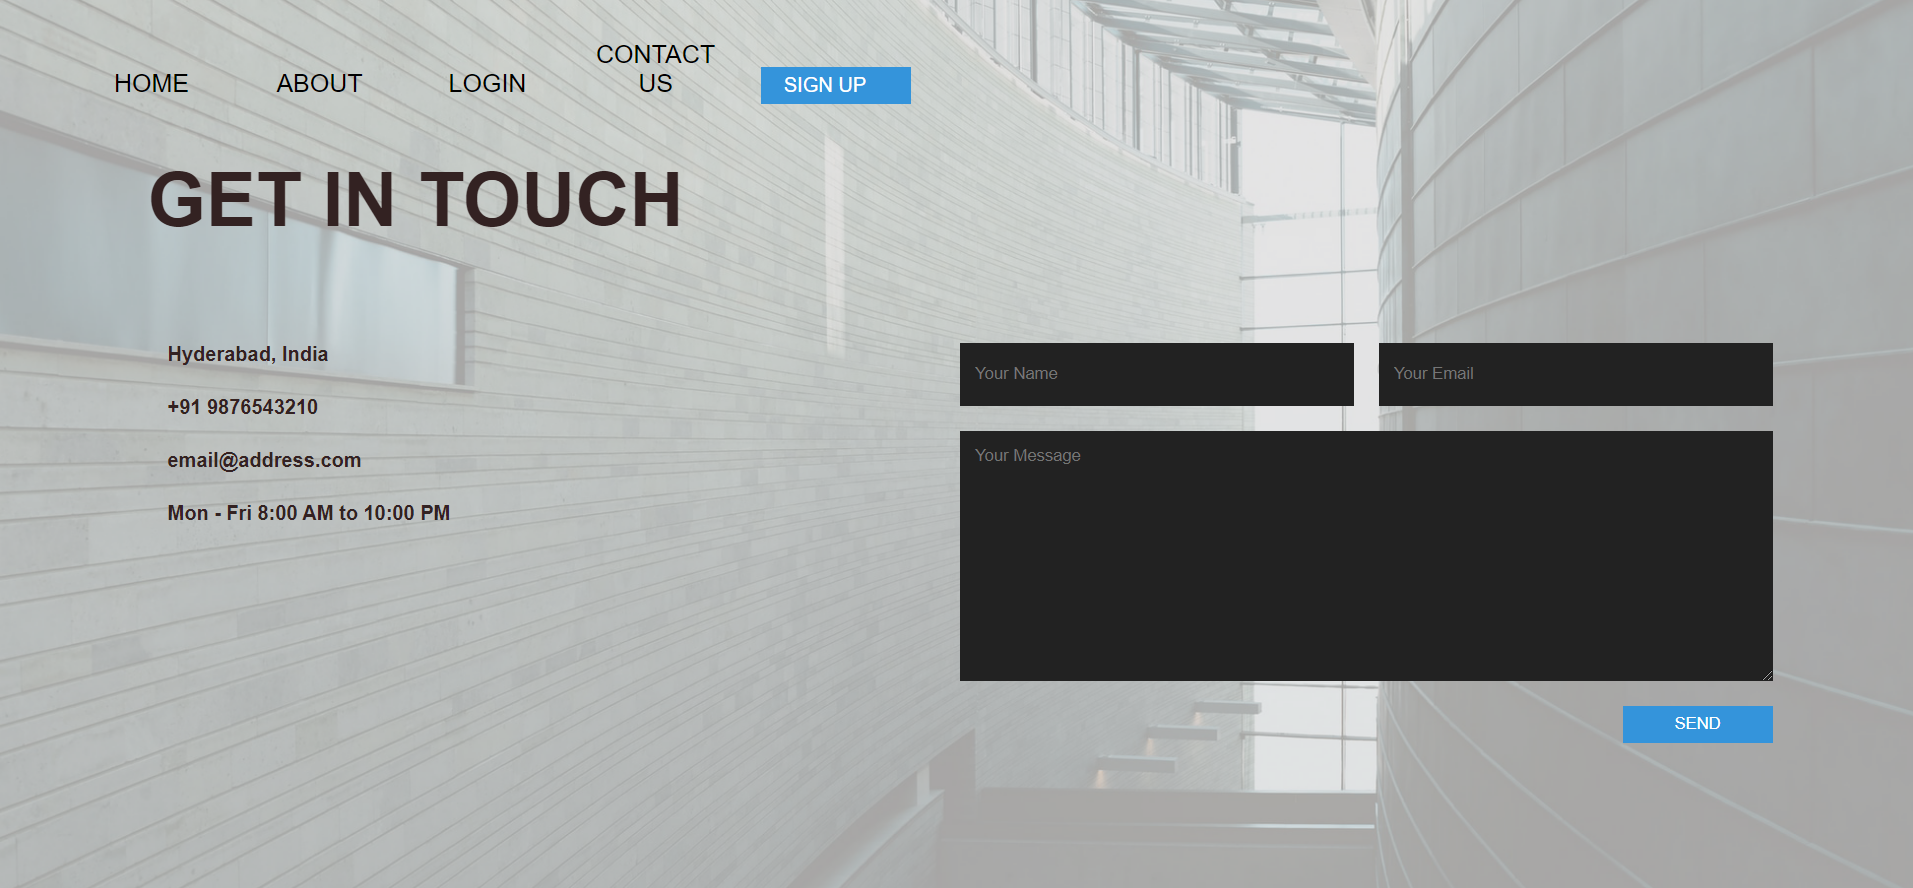 HOME ABOUT LOGIN CONTACT US SIGN UP
GET IN TOUCH
Hyderabad, India
+91 9876543210
email@address.com
Mon - Fri 8:00 AM to 10:00 PM
Your Name Your Email
Your Message
SEND